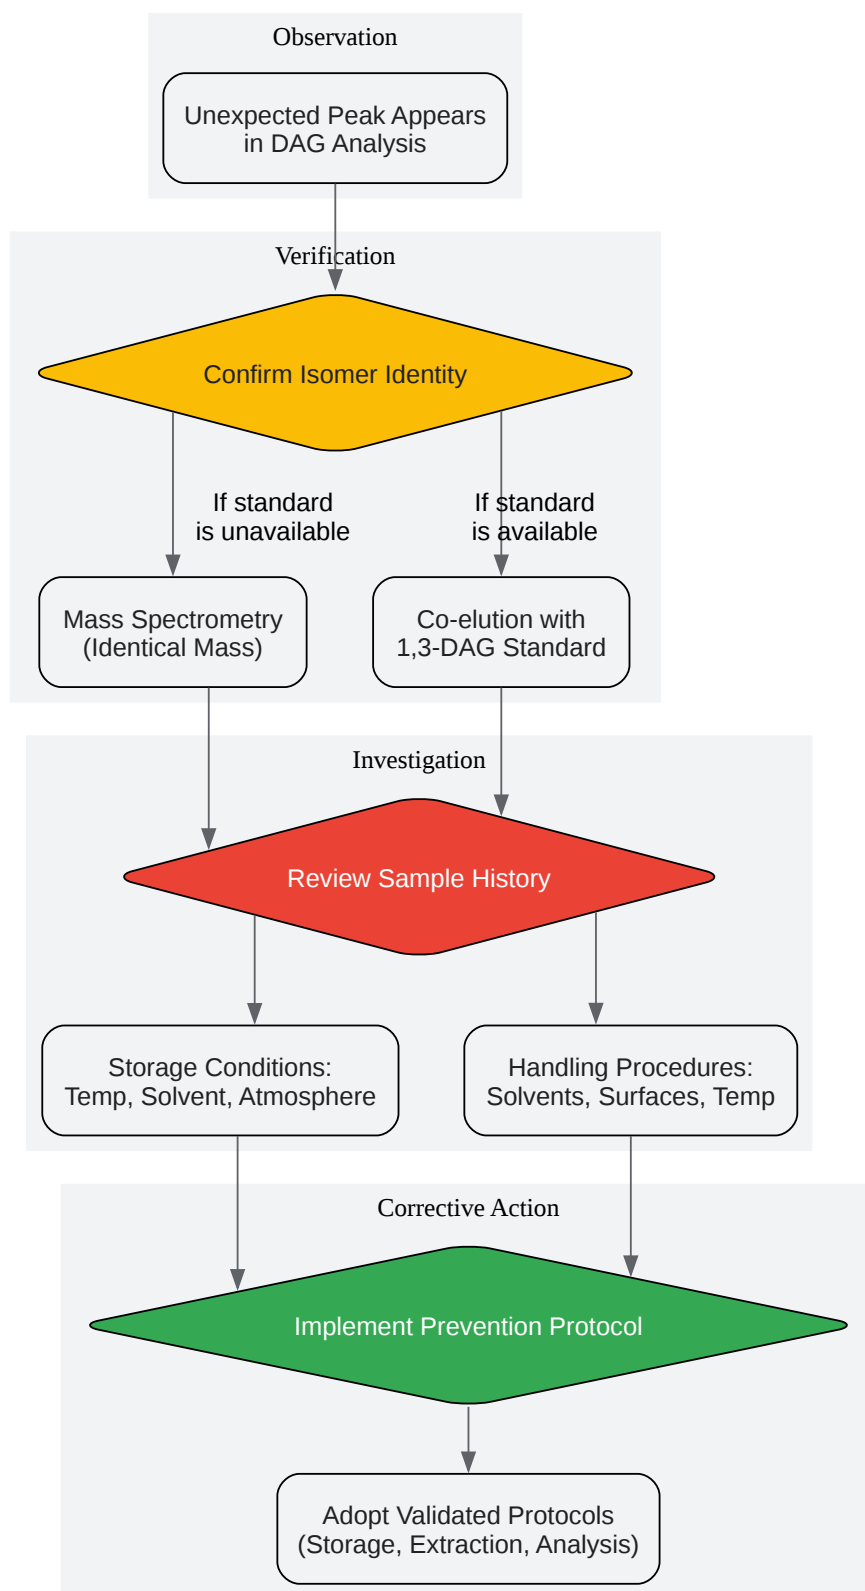 Observation
Unexpected Peak Appears
in DAG Analysis
Verification
Confirm Isomer Identity
If standard
is unavailable
If standard
is available
Mass Spectrometry
(Identical Mass)
Co-elution with
1,3-DAG Standard
Investigation
Review Sample History
Storage Conditions:
Temp, Solvent, Atmosphere
Handling Procedures:
Solvents, Surfaces, Temp
Corrective Action
Implement Prevention Protocol
Adopt Validated Protocols
(Storage, Extraction, Analysis)